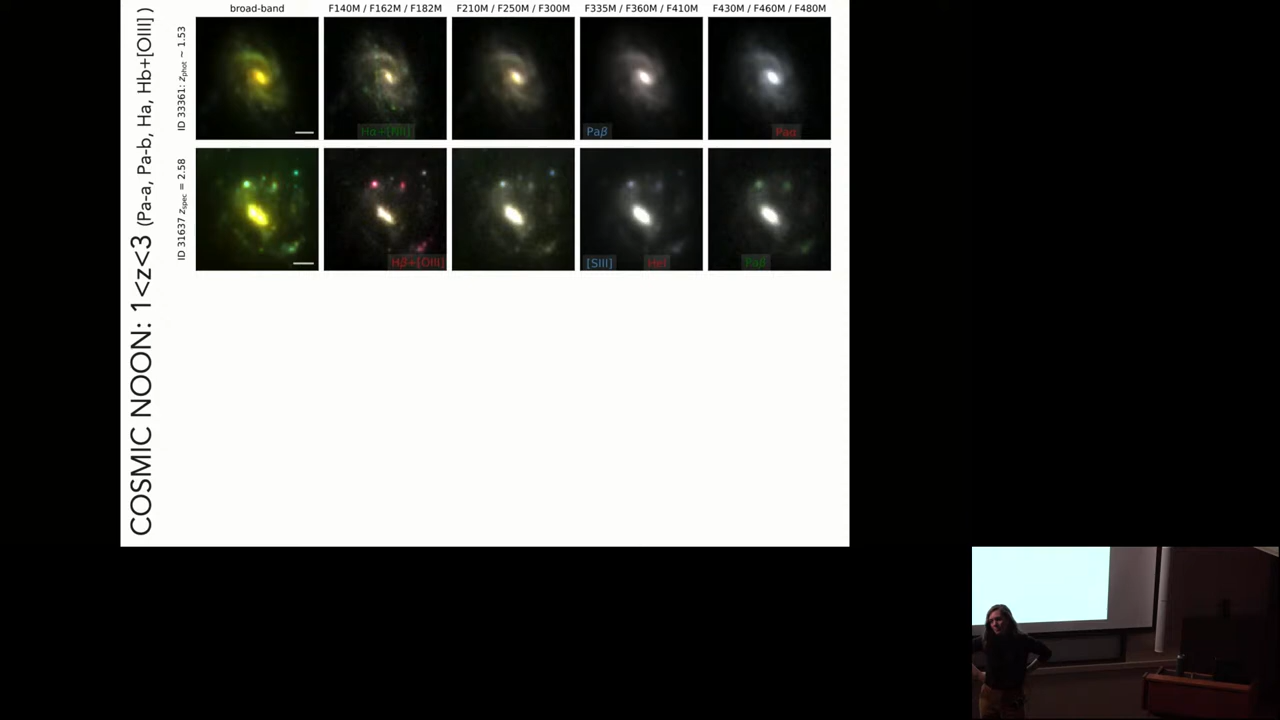 COSMIC NOON: 1<z<3 (Pa-a, Pa-b, Ha, Hb+[OIII])
broad-band
F140M / F162M / F182M
F210M / F250M / F300M
F335M / F360M / F410M
F430M / F460M / F480M
ID 33361: zphot ~ 1.53
Hα+[NII]
Paβ
Paα
ID 31637 zspec = 2.58
Hβ+[OIII]
[SIII]
HeI
Paβ